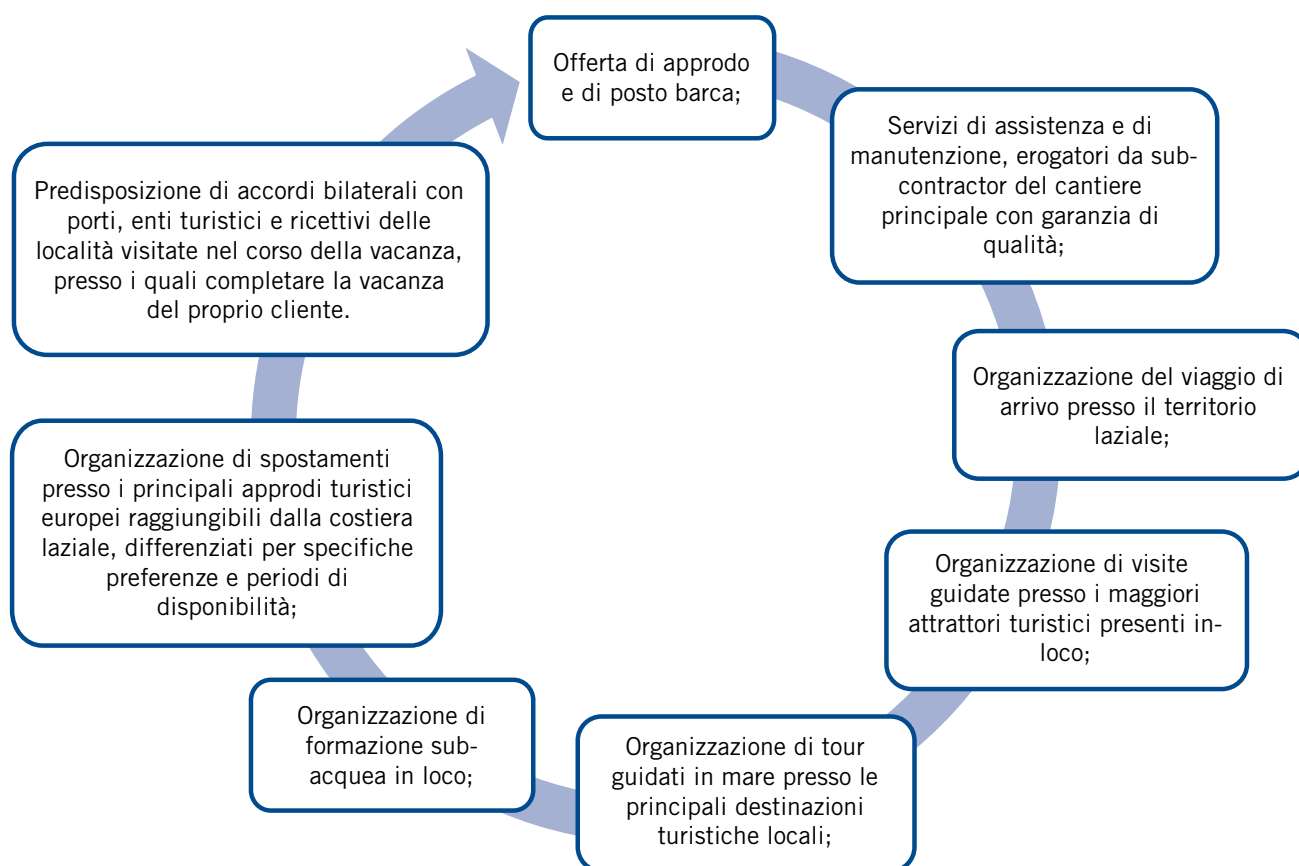 Offerta di approdo
e di posto barca;
Servizi di assistenza e di
manutenzione, erogatori da sub-
contractor del cantiere
principale con garanzia di
qualità;
Organizzazione del viaggio di
arrivo presso il territorio
laziale;
Organizzazione di visite
guidate presso i maggiori
attrattori turistici presenti in-
loco;
Organizzazione di tour
guidati in mare presso le
principali destinazioni
turistiche locali;
Organizzazione di
formazione sub-
acquea in loco;
Organizzazione di spostamenti
presso i principali approdi turistici
europei raggiungibili dalla costiera
laziale, differenziati per specifiche
preferenze e periodi di
disponibilità;
Predisposizione di accordi bilaterali con
porti, enti turistici e ricettivi delle
località visitate nel corso della vacanza,
presso i quali completare la vacanza
del proprio cliente.